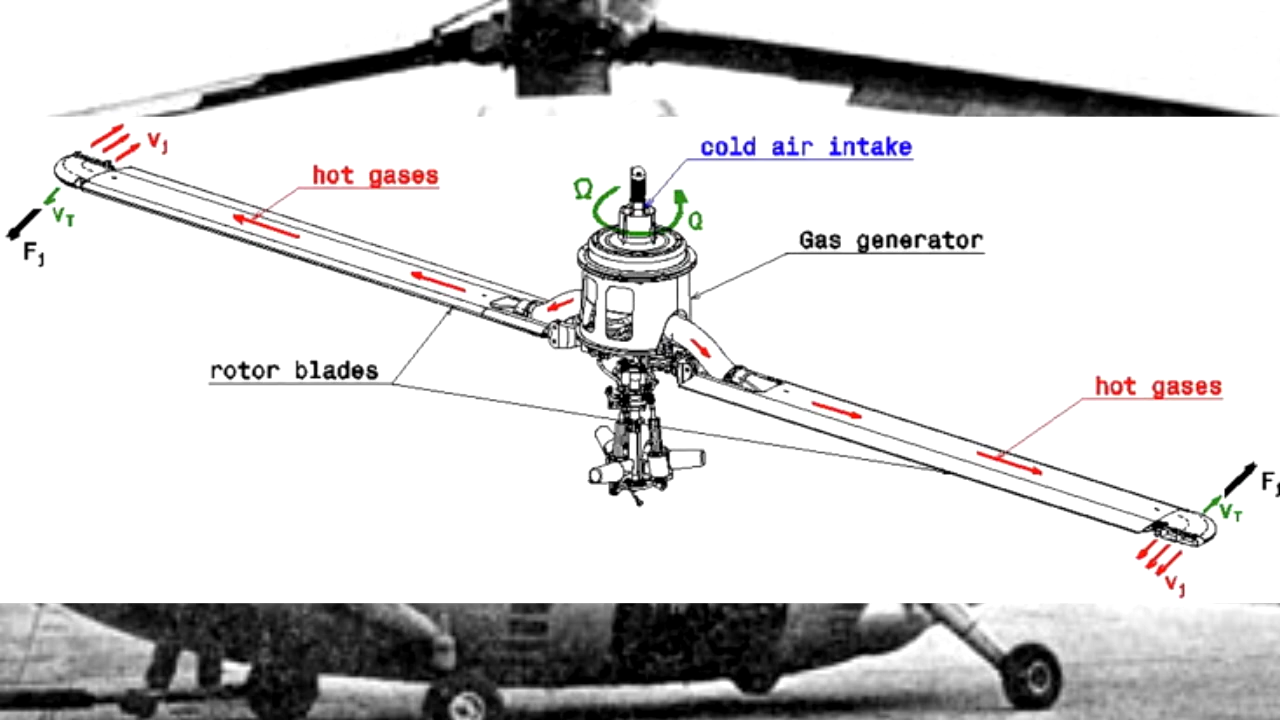 cold air intake
V_j
hot gases
Ω
Q
V_T
F_j
Gas generator
rotor blades
hot gases
F_j
V_T
V_j